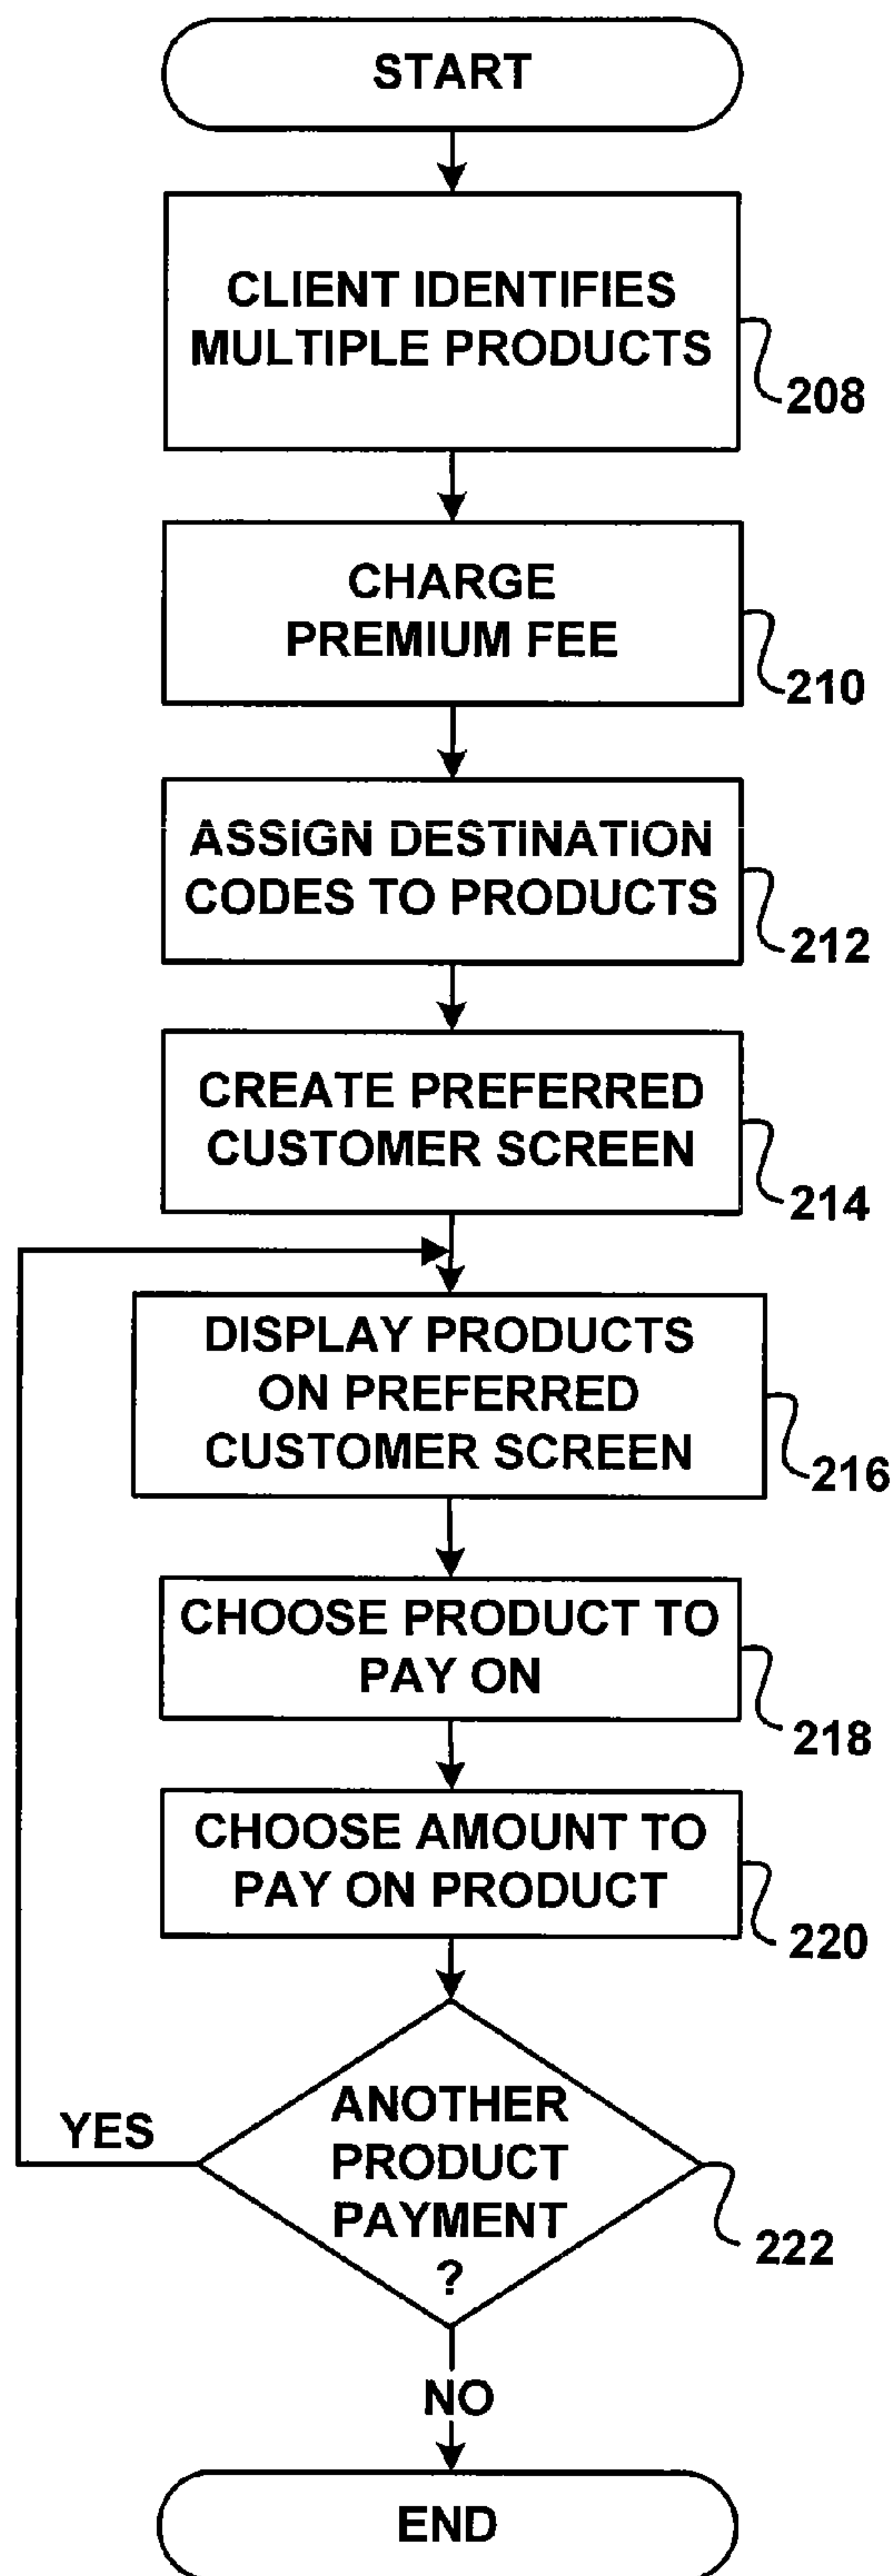 START
CLIENT IDENTIFIES
MULTIPLE PRODUCTS
208
CHARGE
PREMIUM FEE
210
ASSIGN DESTINATION
CODES TO PRODUCTS
212
CREATE PREFERRED
CUSTOMER SCREEN
214
DISPLAY PRODUCTS
ON PREFERRED
CUSTOMER SCREEN
216
CHOOSE PRODUCT TO
PAY ON
218
CHOOSE AMOUNT TO
PAY ON PRODUCT
220
YES
ANOTHER
PRODUCT
PAYMENT
?
222
NO
END